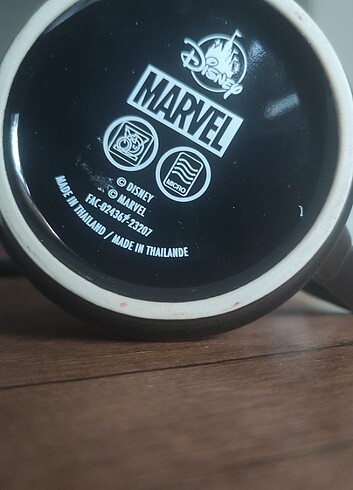 Disney
MARVEL
MICRO
© DISNEY
© MARVEL
FAC-024367-23207
MADE IN THAILAND / MADE IN THAILANDE